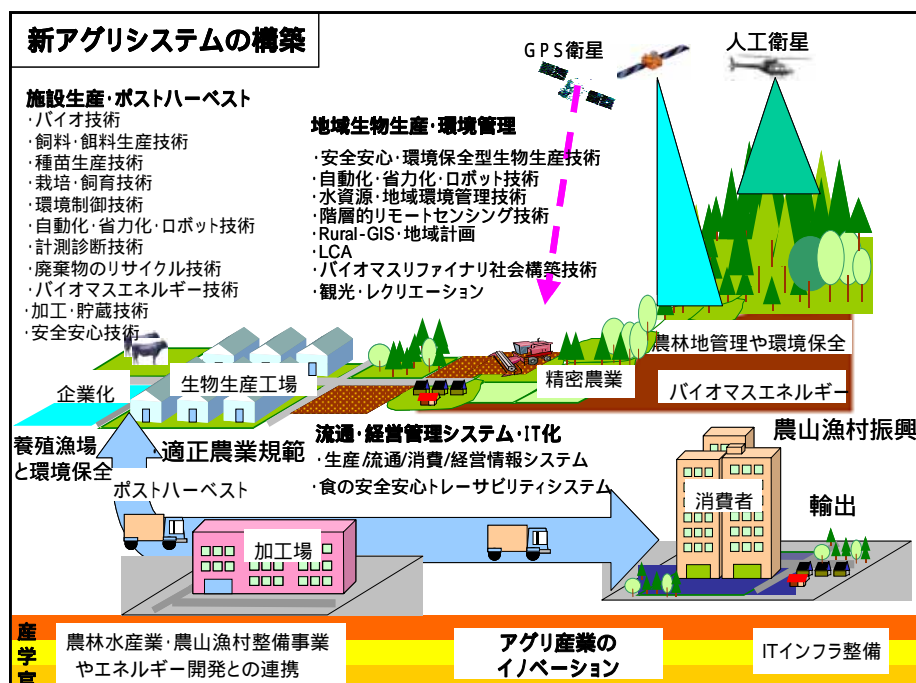 新アグリシステムの構築
GPS衛星
人工衛星
施設生産・ポストハーベスト
・バイオ技術
・飼料・餌料生産技術
・種苗生産技術
・栽培・飼育技術
・環境制御技術
・自動化・省力化・ロボット技術
・計測診断技術
・廃棄物のリサイクル技術
・バイオマスエネルギー技術
・加工・貯蔵技術
・安全安心技術
地域生物生産・環境管理
・安全安心・環境保全型生物生産技術
・自動化・省力化・ロボット技術
・水資源・地域環境管理技術
・階層的リモートセンシング技術
・Rural-GIS・地域計画
・LCA
・バイオマスリファイナリ社会構築技術
・観光・レクリエーション
農林地管理や環境保全
企業化
生物生産工場
精密農業
バイオマスエネルギー
養殖漁場
と環境保全
・適正農業規範
流通・経営管理システム・IT化
・生産/流通/消費/経営情報システム
・食の安全安心トレーサビリティシステム
農山漁村振興
ポストハーベスト
消費者
輸出
加工場
産
学
官
農林水産業・農山漁村整備事業
やエネルギー開発との連携
アグリ産業の
イノベーション
ITインフラ整備